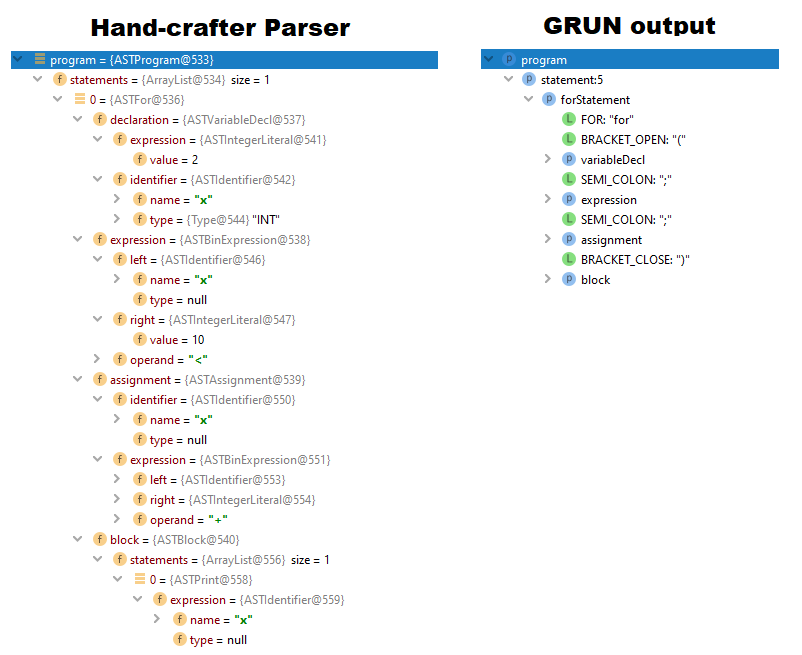 Hand-crafter Parser
program = {ASTProgram@533}
statements = {ArrayList@534} size = 1
0 = {ASTFor@536}
declaration = {ASTVariableDecl@537}
expression = {ASTIntegerLiteral@541}
value = 2
identifier = {ASTIdentifier@542}
name = "x"
type = {Type@544} "INT"
expression = {ASTBinExpression@538}
left = {ASTIdentifier@546}
name = "x"
type = null
right = {ASTIntegerLiteral@547}
value = 10
operand = "<"
assignment = {ASTAssignment@539}
identifier = {ASTIdentifier@550}
name = "x"
type = null
expression = {ASTBinExpression@551}
left = {ASTIdentifier@553}
right = {ASTIntegerLiteral@554}
operand = "+"
block = {ASTBlock@540}
statements = {ArrayList@556} size = 1
0 = {ASTPrint@558}
expression = {ASTIdentifier@559}
name = "x"
type = null
GRUN output
program
statement:5
forStatement
FOR: "for"
BRACKET_OPEN: "("
variableDecl
SEMI_COLON: ";"
expression
SEMI_COLON: ";"
assignment
BRACKET_CLOSE: ")"
block